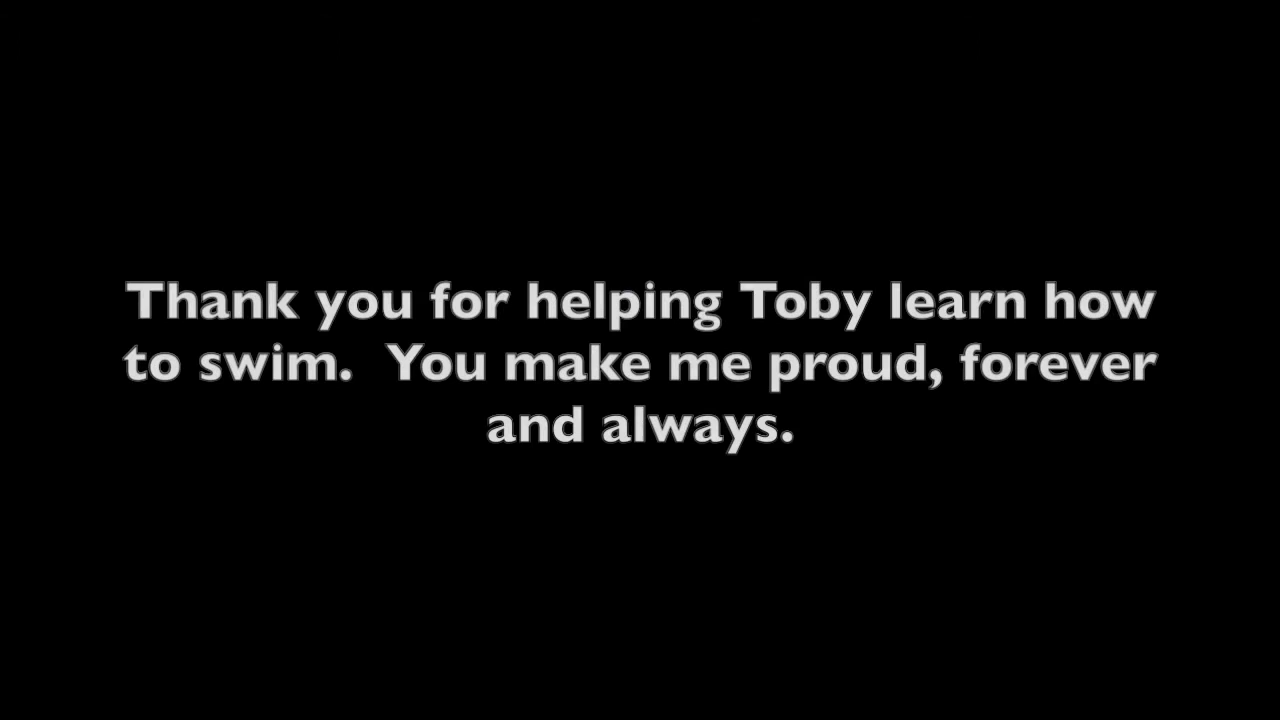 Thank you for helping Toby learn how
to swim.  You make me proud, forever
and always.